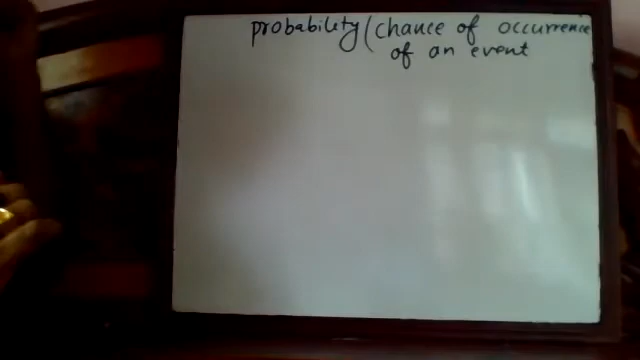 probability (chance of occurrence
of an event